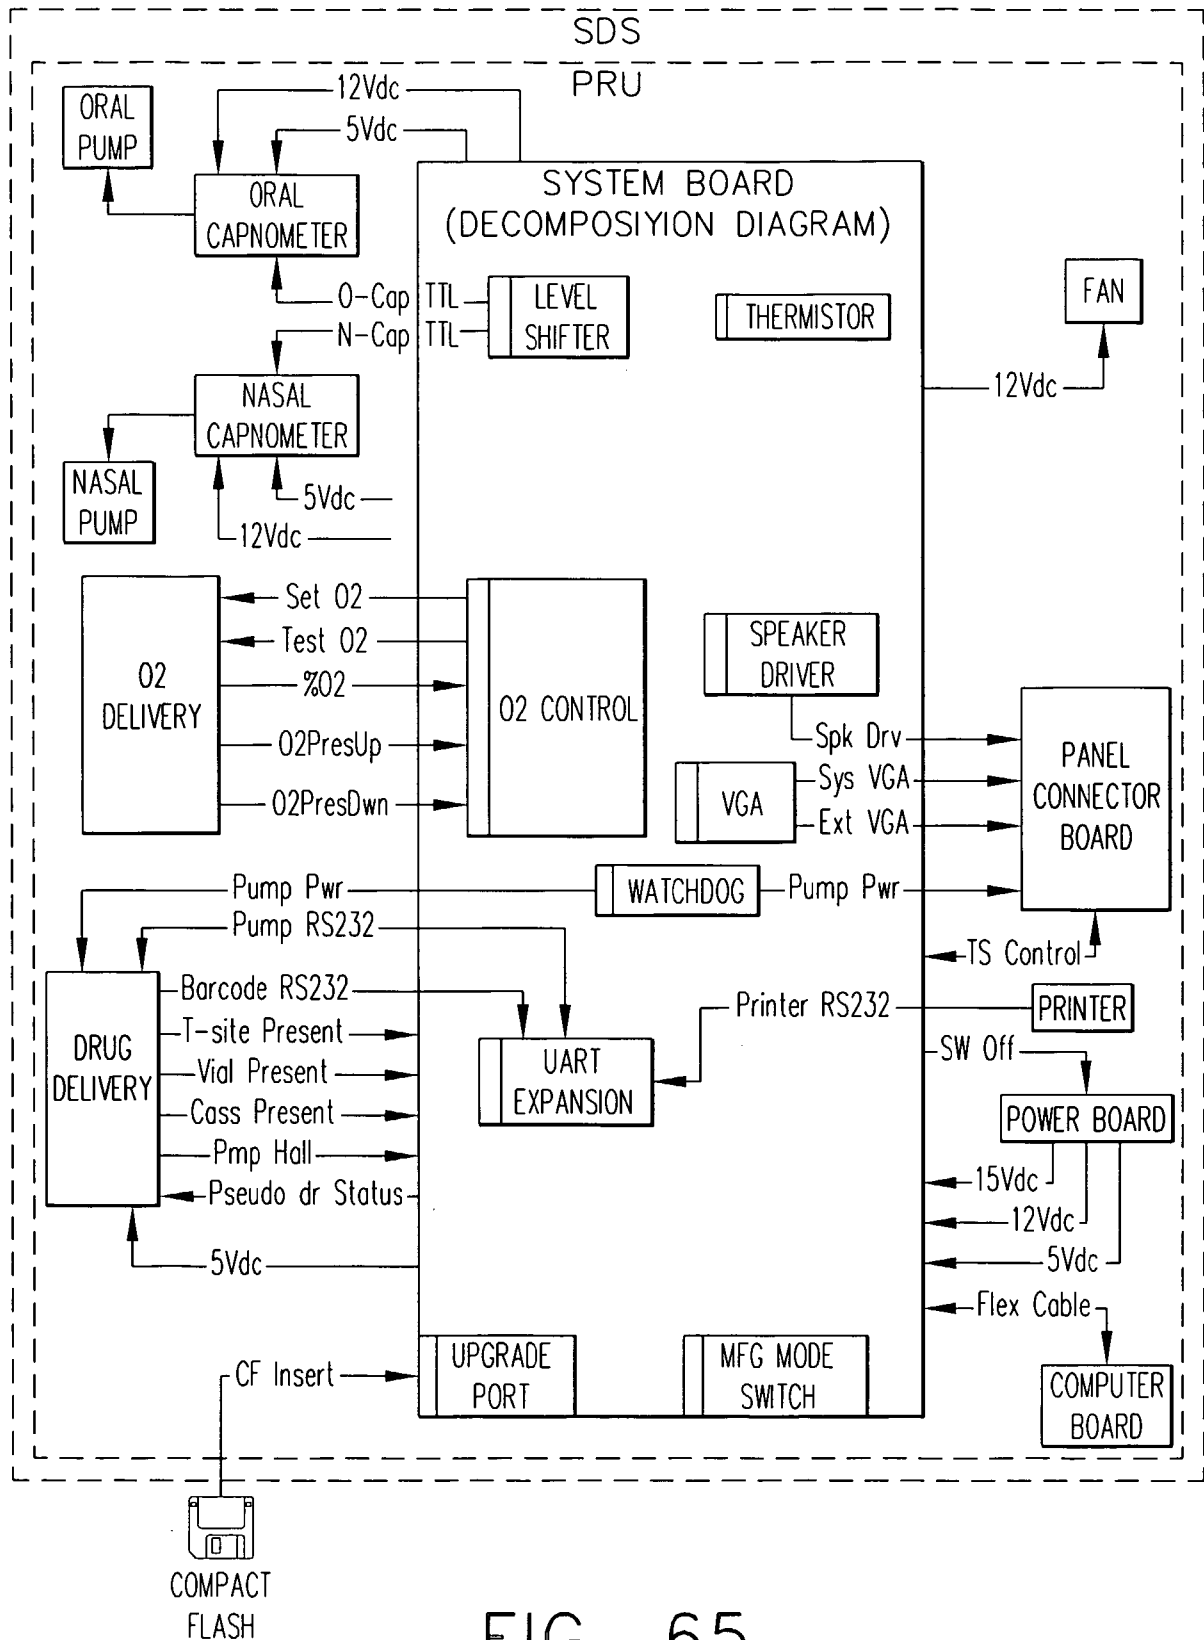 SDS
PRU
12Vdc
5Vdc
ORAL
PUMP
ORAL
CAPNOMETER
SYSTEM BOARD
(DECOMPOSIYION DIAGRAM)
O-Cap TTL
N-Cap TTL
LEVEL
SHIFTER
THERMISTOR
FAN
12Vdc
NASAL
CAPNOMETER
NASAL
PUMP
5Vdc
12Vdc
O2
DELIVERY
Set O2
Test O2
%O2
O2PresUp
O2PresDwn
O2 CONTROL
SPEAKER
DRIVER
Spk Drv
VGA
Sys VGA
Ext VGA
PANEL
CONNECTOR
BOARD
Pump Pwr
WATCHDOG
Pump Pwr
Pump RS232
TS Control
DRUG
DELIVERY
Barcode RS232
T-site Present
Vial Present
Cass Present
Pmp Hall
Pseudo dr Status
5Vdc
UART
EXPANSION
Printer RS232
PRINTER
SW Off
POWER BOARD
15Vdc
12Vdc
5Vdc
Flex Cable
COMPUTER
BOARD
CF Insert
UPGRADE
PORT
MFG MODE
SWITCH
COMPACT
FLASH
FIG. 65